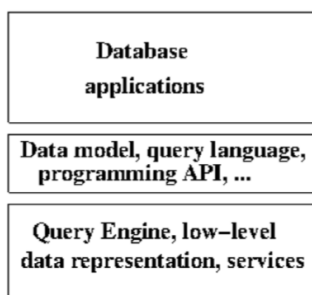 Database
applications
Data model, query language,
programming API, ...
Query Engine, low-level
data representation, services